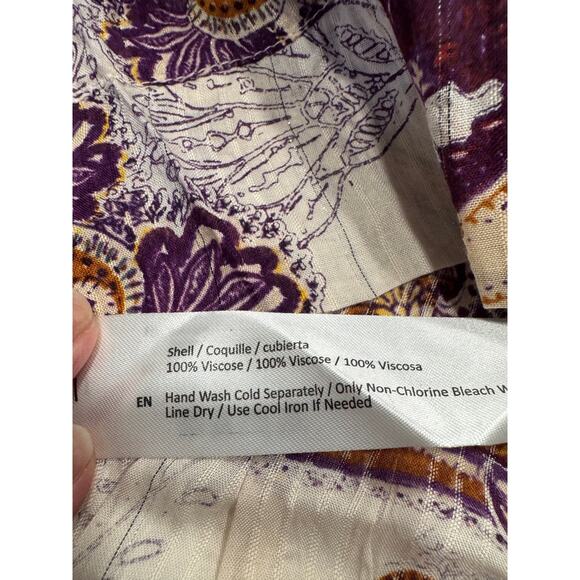 Shell / Coquille / cubierta
100% Viscose / 100% Viscose / 100% Viscosa
EN Hand Wash Cold Separately / Only Non-Chlorine Bleach
Line Dry / Use Cool Iron If Needed